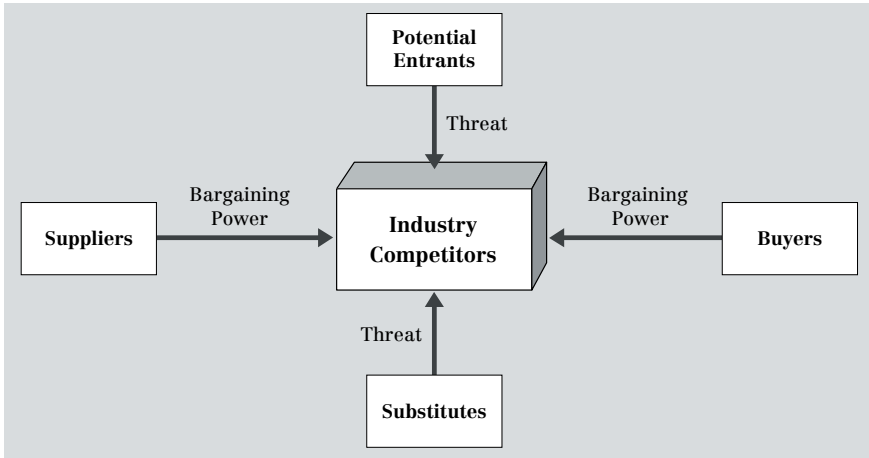 Potential
Entrants
Threat
Bargaining
Power
Bargaining
Power
Suppliers
Industry
Competitors
Buyers
Threat
Substitutes